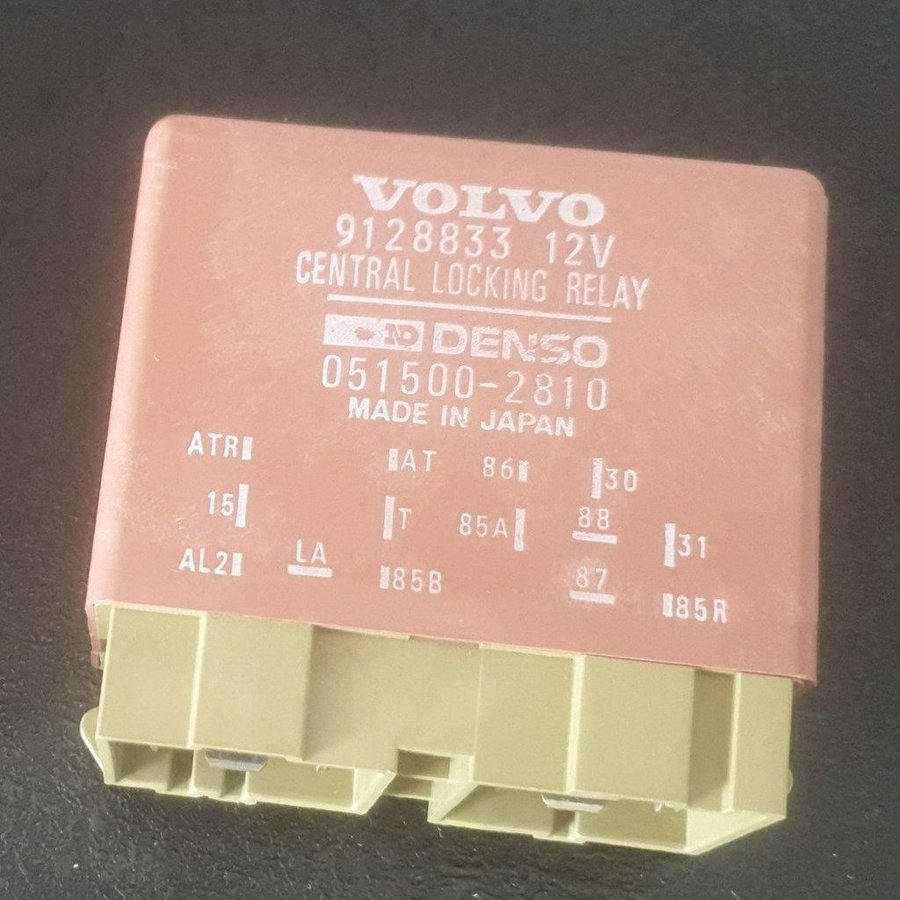 VOLVO
9128833 12V
CENTRAL LOCKING RELAY
ND DENSO
051500-2810
MADE IN JAPAN
ATR AT 86 30
15 T 85A 88 31
AL2 LA 85B 87 85R